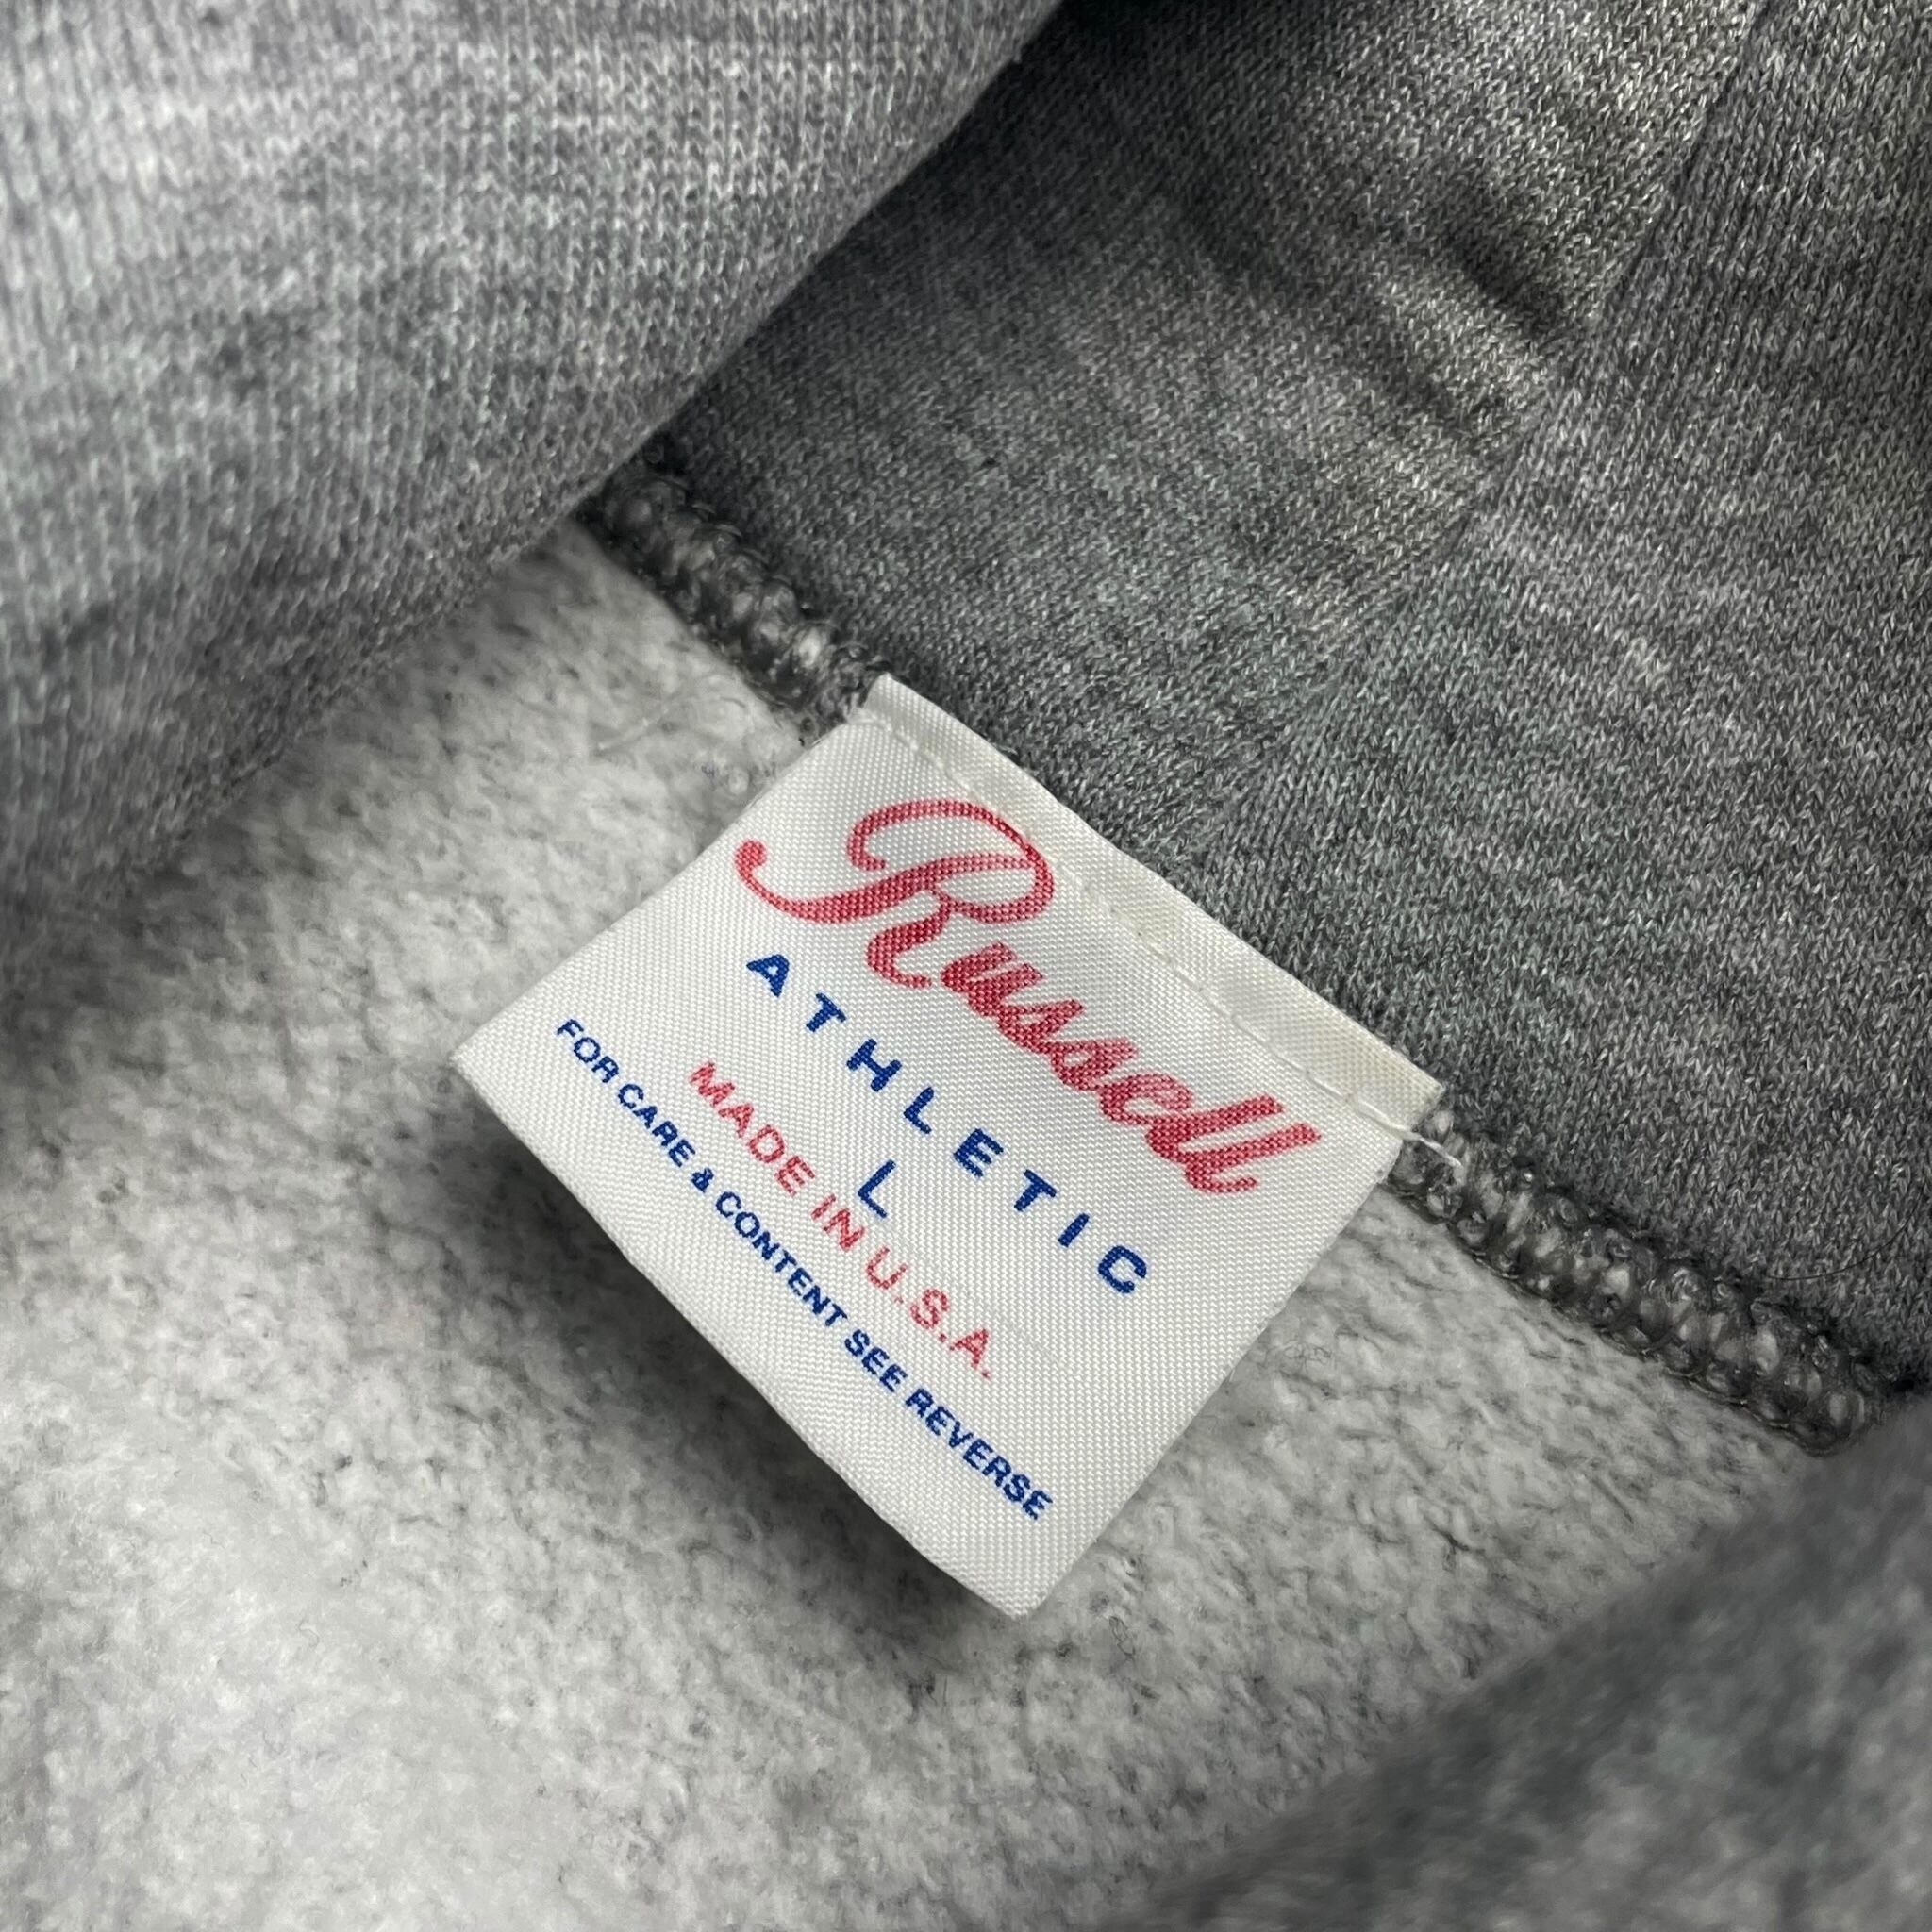 Russell
ATHLETIC
L
MADE IN U.S.A.
FOR CARE & CONTENT SEE REVERSE